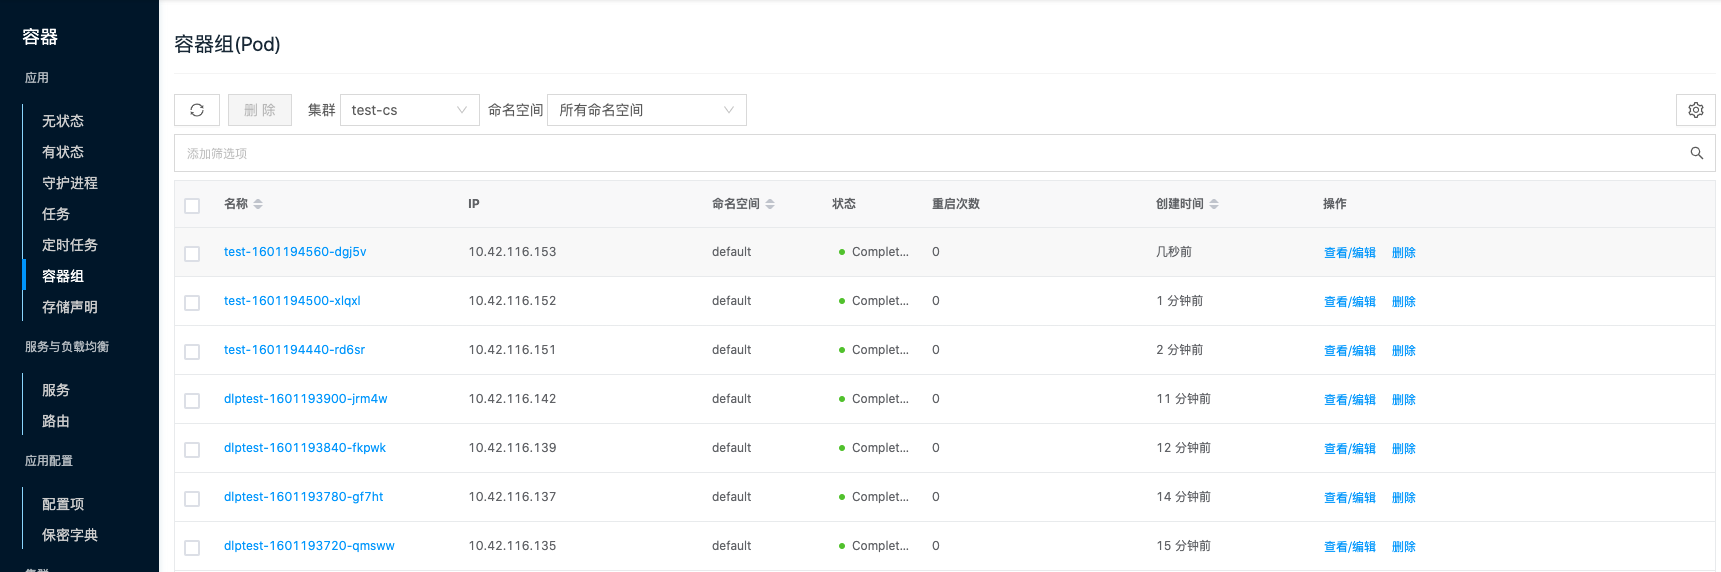 容器
应用
无状态
有状态
守护进程
任务
定时任务
容器组
存储声明
服务与负载均衡
服务
路由
应用配置
配置项
保密字典
容器组(Pod)
删 除 集群 test-cs 命名空间 所有命名空间
添加筛选项
名称 IP 命名空间 状态 重启次数 创建时间 操作
test-1601194560-dgj5v 10.42.116.153 default Complet... 0 几秒前 查看/编辑 删除
test-1601194500-xlqxl 10.42.116.152 default Complet... 0 1 分钟前 查看/编辑 删除
test-1601194440-rd6sr 10.42.116.151 default Complet... 0 2 分钟前 查看/编辑 删除
dlptest-1601193900-jrm4w 10.42.116.142 default Complet... 0 11 分钟前 查看/编辑 删除
dlptest-1601193840-fkpwk 10.42.116.139 default Complet... 0 12 分钟前 查看/编辑 删除
dlptest-1601193780-gf7ht 10.42.116.137 default Complet... 0 14 分钟前 查看/编辑 删除
dlptest-1601193720-qmsww 10.42.116.135 default Complet... 0 15 分钟前 查看/编辑 删除